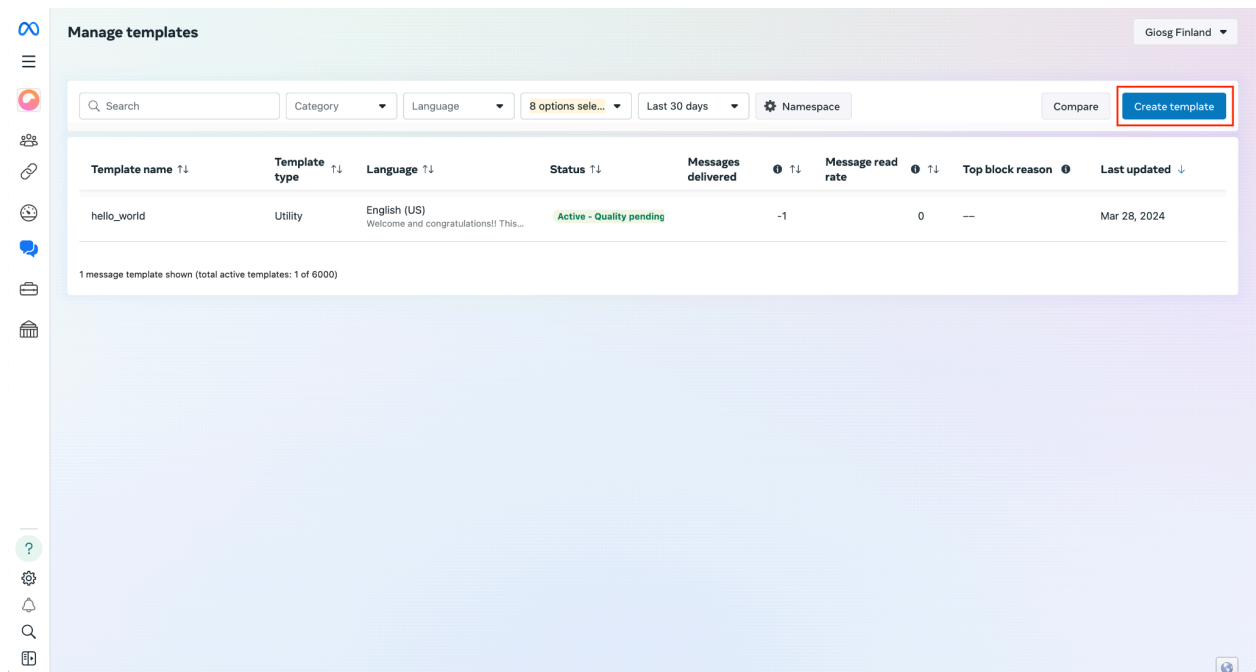 Manage templates
Giosg Finland
Search
Category
Language
8 options sele...
Last 30 days
Namespace
Compare
Create template
Template name ↑↓
Template type ↑↓
Language ↑↓
Status ↑↓
Messages delivered ↑↓
Message read rate ↑↓
Top block reason
Last updated ↓
hello_world
Utility
English (US)
Welcome and congratulations!! This...
Active - Quality pending
-1
0
––
Mar 28, 2024
1 message template shown (total active templates: 1 of 6000)